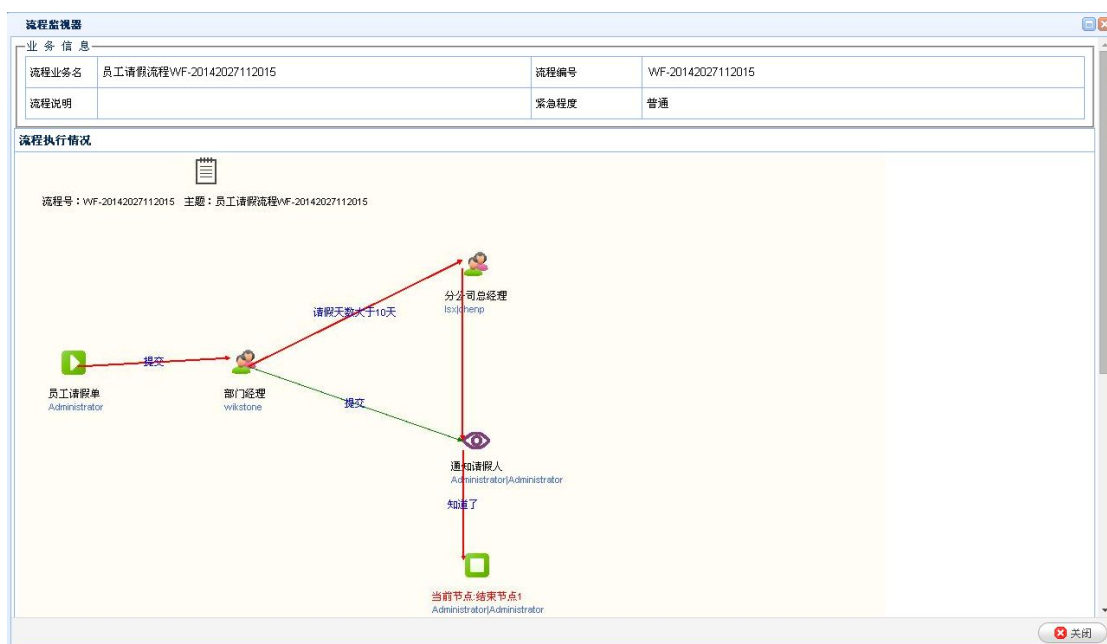 流程监视器
业务信息
流程业务名 员工请假流程WF-20142027112015 流程编号 WF-20142027112015
流程说明 紧急程度 普通
流程执行情况
流程号：WF-20142027112015 主题：员工请假流程WF-20142027112015
分公司总经理
lsx|chenp
请假天数大于10天
提交
员工请假单
Administrator
部门经理
wikstone
提交
通知请假人
Administrator|Administrator
知道了
当前节点:结束节点1
Administrator|Administrator
关闭